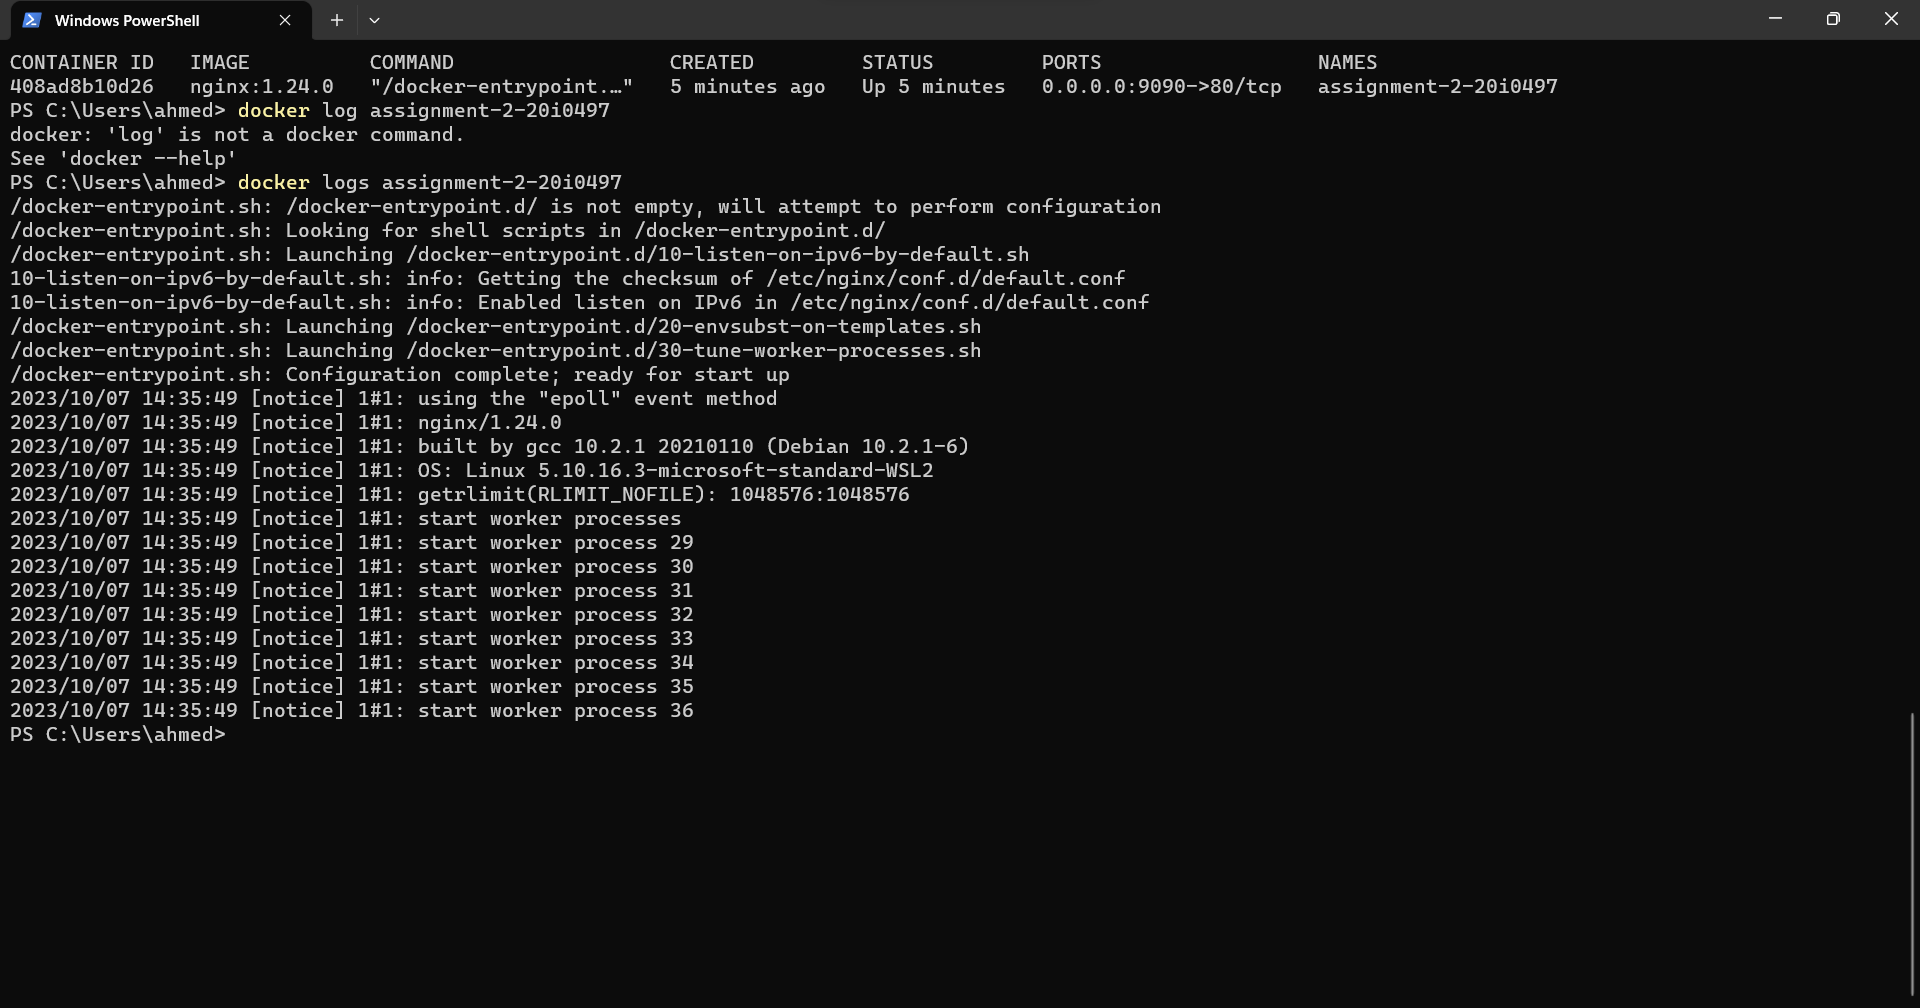 Windows PowerShell
CONTAINER ID   IMAGE          COMMAND                  CREATED         STATUS         PORTS                  NAMES
408ad8b10d26   nginx:1.24.0   "/docker-entrypoint.…"   5 minutes ago   Up 5 minutes   0.0.0.0:9090->80/tcp   assignment-2-20i0497
PS C:\Users\ahmed> docker log assignment-2-20i0497
docker: 'log' is not a docker command.
See 'docker --help'
PS C:\Users\ahmed> docker logs assignment-2-20i0497
/docker-entrypoint.sh: /docker-entrypoint.d/ is not empty, will attempt to perform configuration
/docker-entrypoint.sh: Looking for shell scripts in /docker-entrypoint.d/
/docker-entrypoint.sh: Launching /docker-entrypoint.d/10-listen-on-ipv6-by-default.sh
10-listen-on-ipv6-by-default.sh: info: Getting the checksum of /etc/nginx/conf.d/default.conf
10-listen-on-ipv6-by-default.sh: info: Enabled listen on IPv6 in /etc/nginx/conf.d/default.conf
/docker-entrypoint.sh: Launching /docker-entrypoint.d/20-envsubst-on-templates.sh
/docker-entrypoint.sh: Launching /docker-entrypoint.d/30-tune-worker-processes.sh
/docker-entrypoint.sh: Configuration complete; ready for start up
2023/10/07 14:35:49 [notice] 1#1: using the "epoll" event method
2023/10/07 14:35:49 [notice] 1#1: nginx/1.24.0
2023/10/07 14:35:49 [notice] 1#1: built by gcc 10.2.1 20210110 (Debian 10.2.1-6)
2023/10/07 14:35:49 [notice] 1#1: OS: Linux 5.10.16.3-microsoft-standard-WSL2
2023/10/07 14:35:49 [notice] 1#1: getrlimit(RLIMIT_NOFILE): 1048576:1048576
2023/10/07 14:35:49 [notice] 1#1: start worker processes
2023/10/07 14:35:49 [notice] 1#1: start worker process 29
2023/10/07 14:35:49 [notice] 1#1: start worker process 30
2023/10/07 14:35:49 [notice] 1#1: start worker process 31
2023/10/07 14:35:49 [notice] 1#1: start worker process 32
2023/10/07 14:35:49 [notice] 1#1: start worker process 33
2023/10/07 14:35:49 [notice] 1#1: start worker process 34
2023/10/07 14:35:49 [notice] 1#1: start worker process 35
2023/10/07 14:35:49 [notice] 1#1: start worker process 36
PS C:\Users\ahmed>